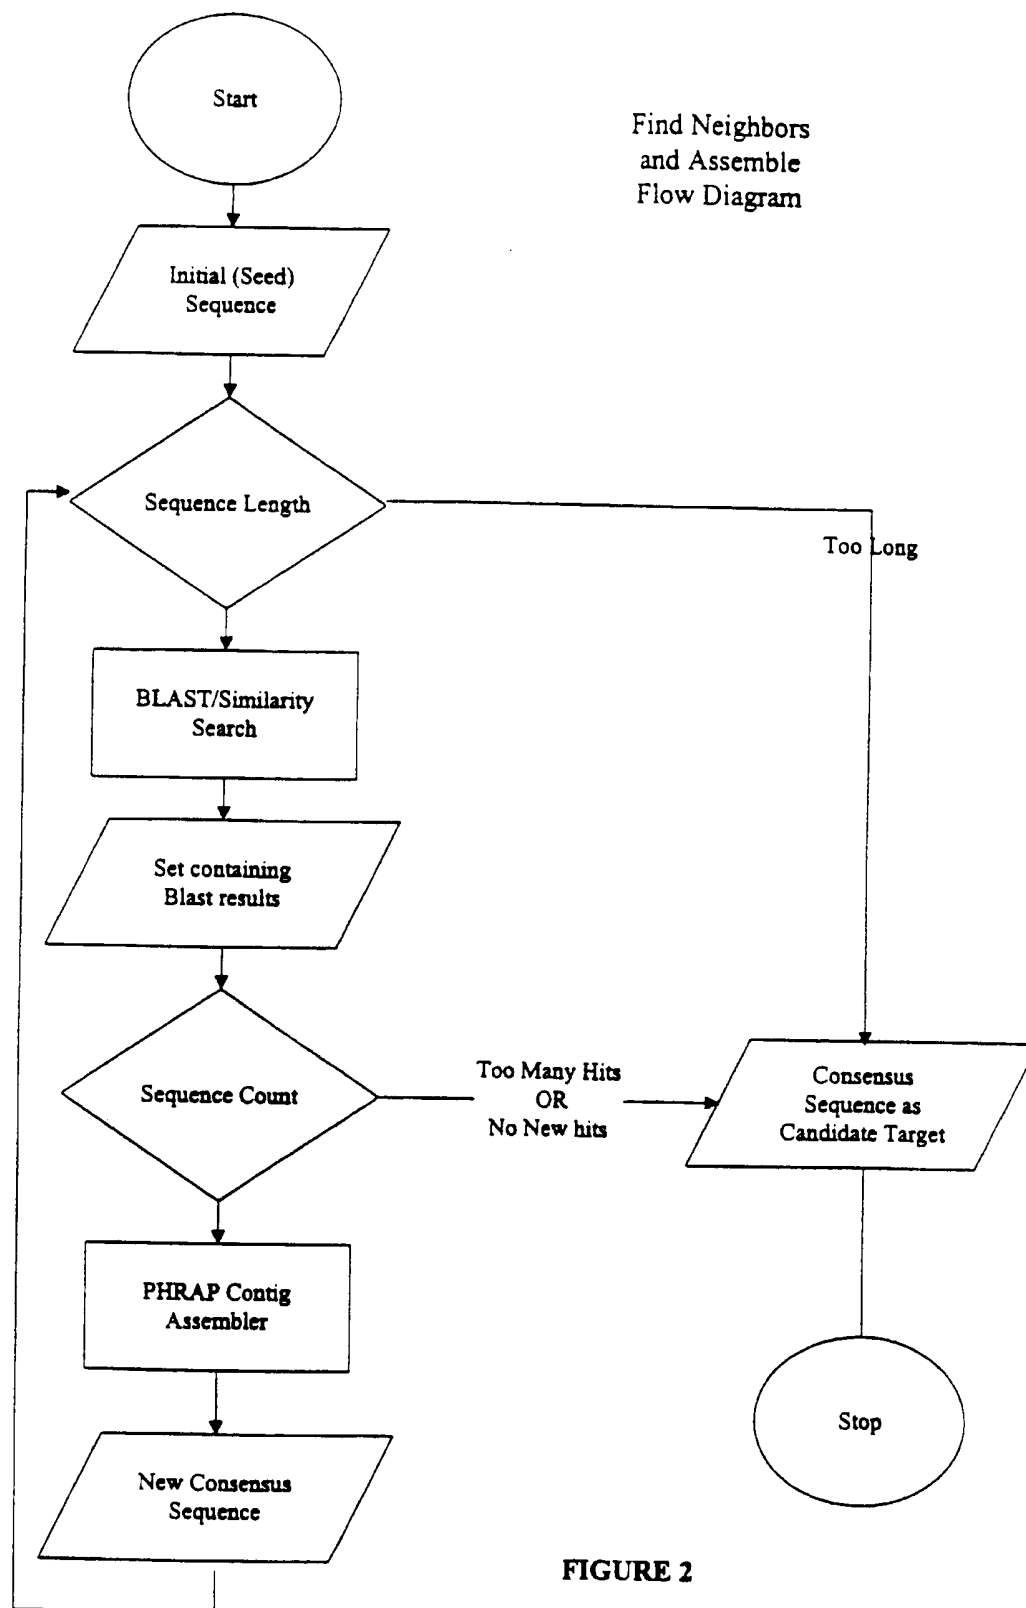 Start
Find Neighbors
and Assemble
Flow Diagram
Initial (Seed)
Sequence
Sequence Length
Too Long
BLAST/Similarity
Search
Set containing
Blast results
Sequence Count
Too Many Hits
OR
No New hits
Consensus
Sequence as
Candidate Target
PHRAP Contig
Assembler
Stop
New Consensus
Sequence
FIGURE 2